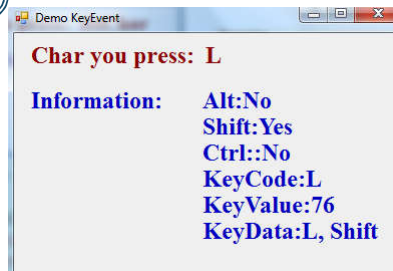 Demo KeyEvent
Char you press: L
Information: Alt:No
Shift:Yes
Ctrl::No
KeyCode:L
KeyValue:76
KeyData:L, Shift